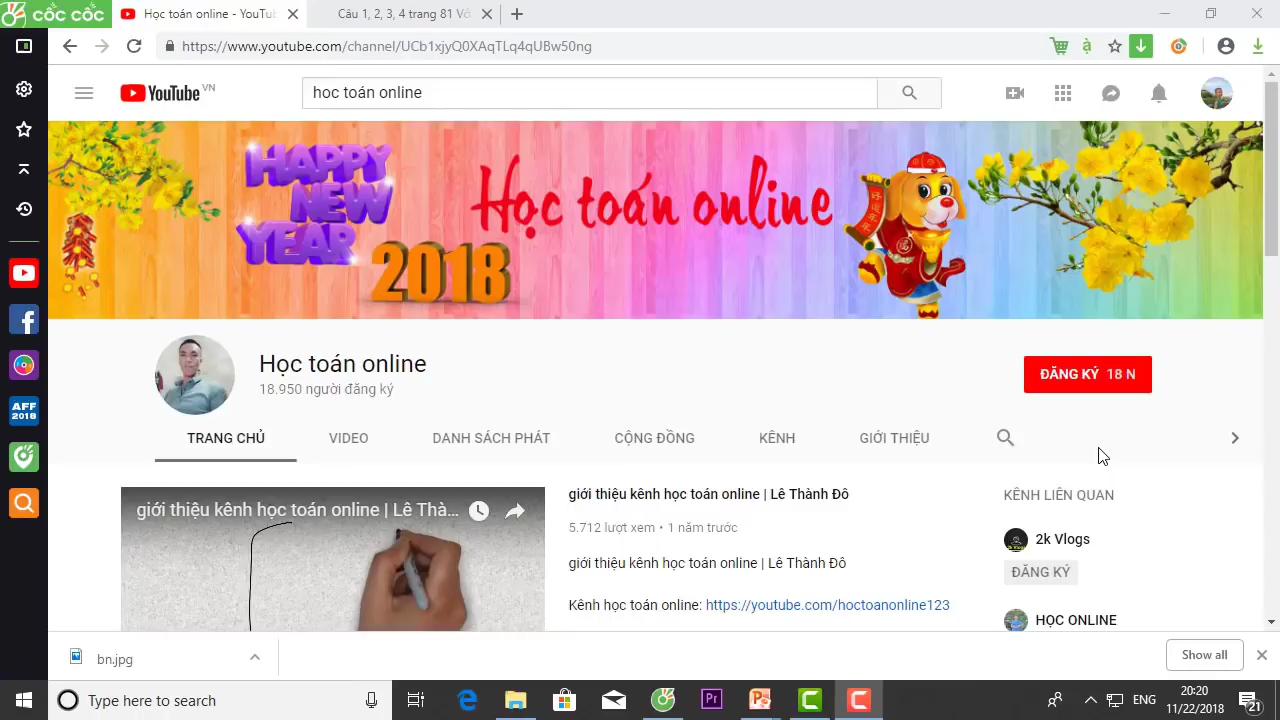 cốc cốc
Học toán online - YouTub
Câu 1, 2, 3, 4 trang 81 Vở
https://www.youtube.com/channel/UCb1xjyQ0XAqTLq4qUBw50ng
YouTube VN
hoc toán online
HAPPY
NEW
YEAR
2018
Học toán online
Học toán online
18.950 người đăng ký
ĐĂNG KÝ 18 N
TRANG CHỦ
VIDEO
DANH SÁCH PHÁT
CỘNG ĐỒNG
KÊNH
GIỚI THIỆU
giới thiệu kênh học toán online | Lê Thà...
giới thiệu kênh học toán online | Lê Thành Đô
5.712 lượt xem • 1 năm trước
giới thiệu kênh học toán online | Lê Thành Đô
Kênh học toán online: https://youtube.com/hoctoanonline123
KÊNH LIÊN QUAN
2k Vlogs
ĐĂNG KÝ
HỌC ONLINE
AFF
2018
bn.jpg
Show all
Type here to search
Pr
ENG
20:20
11/22/2018
21